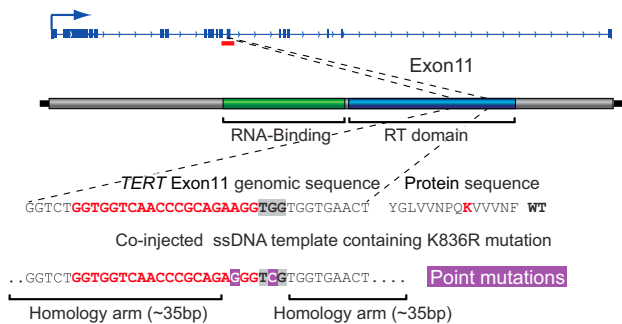 Exon11
RNA-Binding RT domain
TERT Exon11 genomic sequence Protein sequence
GGTCTGGTGGTCAACCCGCAGAAGGTGGTGGTGAACT YGLVVNPQKVVVNF WT
Co-injected ssDNA template containing K836R mutation
..GGTCTGGTGGTCAACCCGCAGAGGGTCGTGGTGAACT.... Point mutations
Homology arm (~35bp) Homology arm (~35bp)